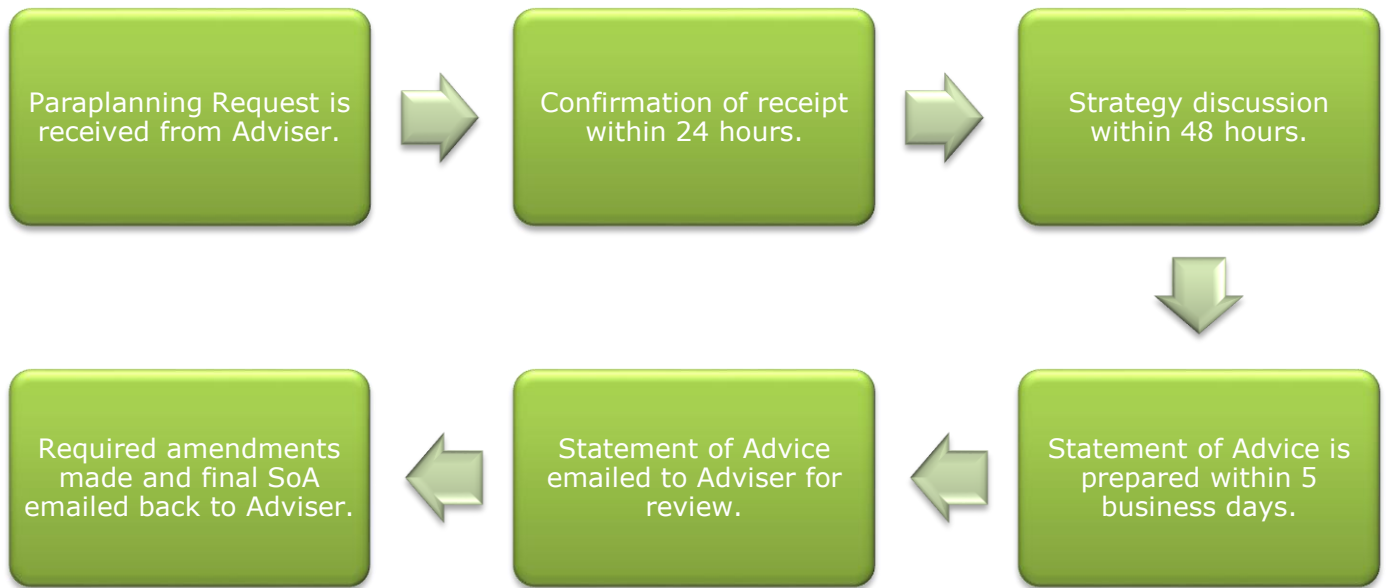 Paraplanning Request is
received from Adviser.
Confirmation of receipt
within 24 hours.
Strategy discussion
within 48 hours.
Statement of Advice is
prepared within 5
business days.
Statement of Advice
emailed to Adviser for
review.
Required amendments
made and final SoA
emailed back to Adviser.